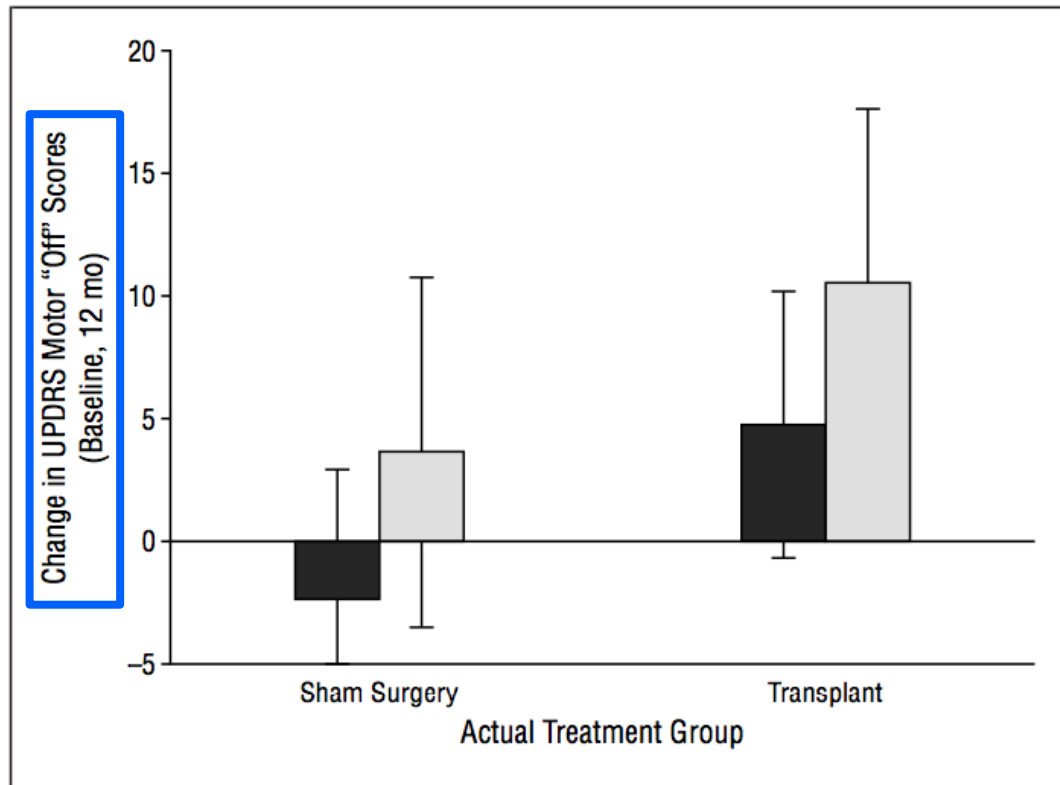 20
15
10
5
0
–5
Change in UPDRS Motor “Off” Scores
(Baseline, 12 mo)
Sham Surgery
Transplant
Actual Treatment Group